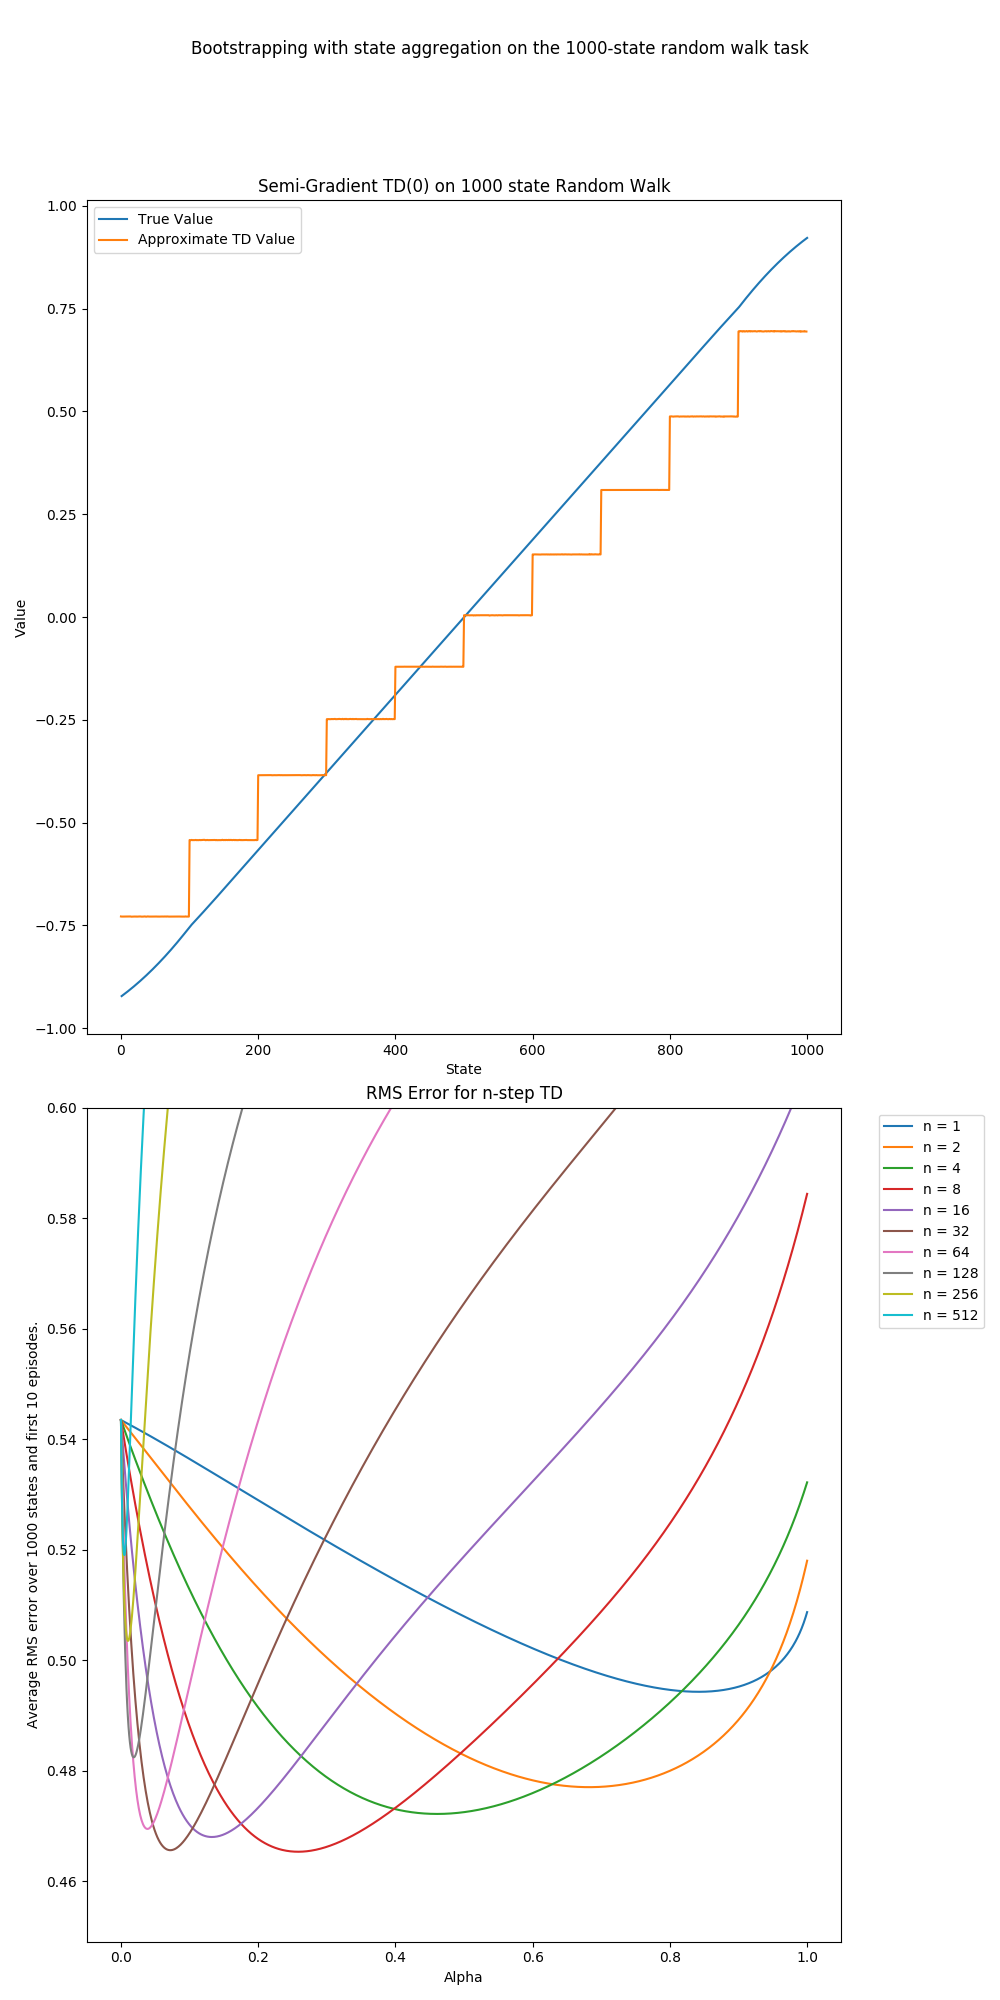 Bootstrapping with state aggregation on the 1000-state random walk task
Semi-Gradient TD(0) on 1000 state Random Walk
True Value
Approximate TD Value
1.00
0.75
0.50
0.25
0.00
−0.25
−0.50
−0.75
−1.00
Value
0
200
400
600
800
1000
State
RMS Error for n-step TD
0.60
0.58
0.56
0.54
0.52
0.50
0.48
0.46
Average RMS error over 1000 states and first 10 episodes.
0.0
0.2
0.4
0.6
0.8
1.0
Alpha
n = 1
n = 2
n = 4
n = 8
n = 16
n = 32
n = 64
n = 128
n = 256
n = 512